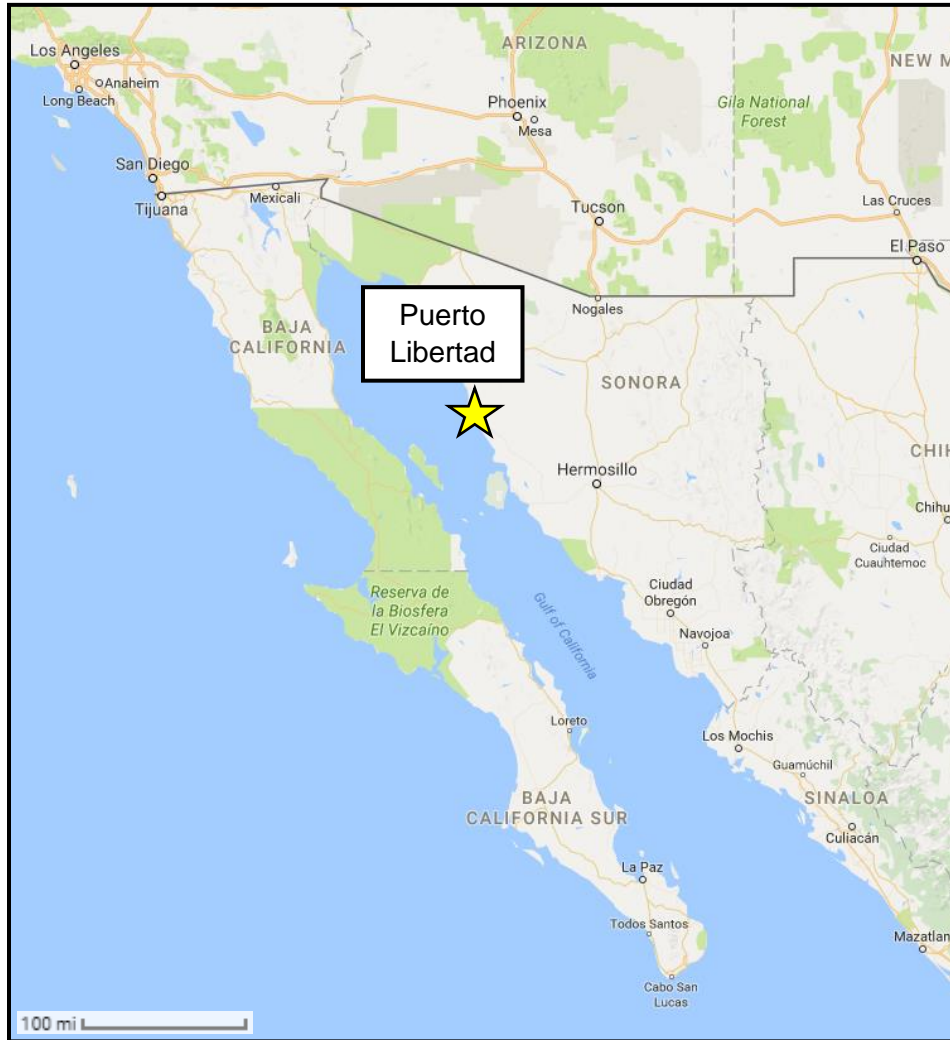 ARIZONA
Los Angeles
NEW M
Anaheim
Long Beach
Phoenix
Mesa
Gila National
Forest
San Diego
Mexicali
Tijuana
Tucson
Las Cruces
El Paso
Nogales
Puerto
Libertad
BAJA
CALIFORNIA
SONORA
CHIH
Hermosillo
Chihu
Ciudad
Cuauhtemoc
Reserva de
la Biosfera
El Vizcaíno
Ciudad
Obregón
Gulf of California
Navojoa
Loreto
Los Mochis
Guamúchil
BAJA
CALIFORNIA SUR
SINALOA
Culiacán
La Paz
Todos Santos
Mazatlan
Cabo San
Lucas
100 mi